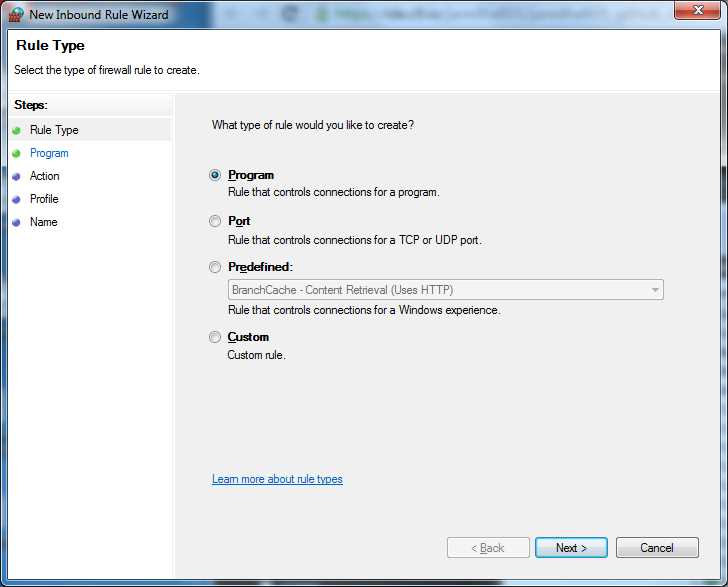 New Inbound Rule Wizard
Rule Type
Select the type of firewall rule to create.
Steps:
Rule Type
Program
Action
Profile
Name
What type of rule would you like to create?
Program
Rule that controls connections for a program.
Port
Rule that controls connections for a TCP or UDP port.
Predefined:
BranchCache - Content Retrieval (Uses HTTP)
Rule that controls connections for a Windows experience.
Custom
Custom rule.
Learn more about rule types
< Back
Next >
Cancel